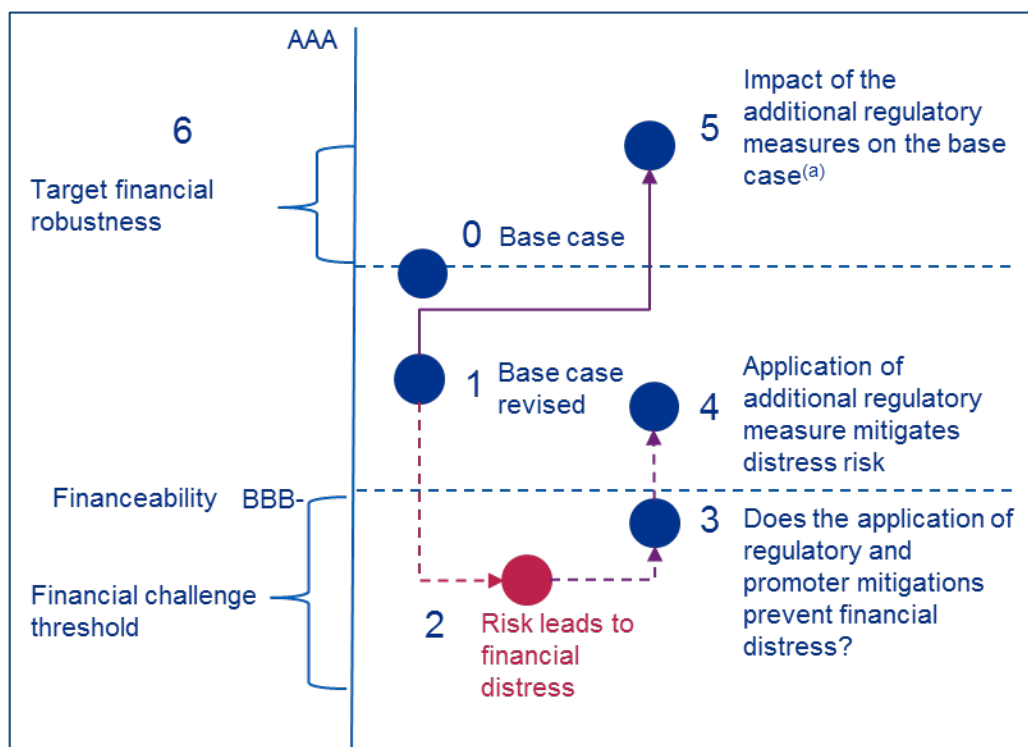 AAA
6
Target financial
robustness
5
Impact of the
additional regulatory
measures on the base
case(a)
0 Base case
1 Base case
revised
4
Application of
additional regulatory
measure mitigates
distress risk
Financeability BBB-
Financial challenge
threshold
2
Risk leads to
financial
distress
3
Does the application of
regulatory and
promoter mitigations
prevent financial
distress?